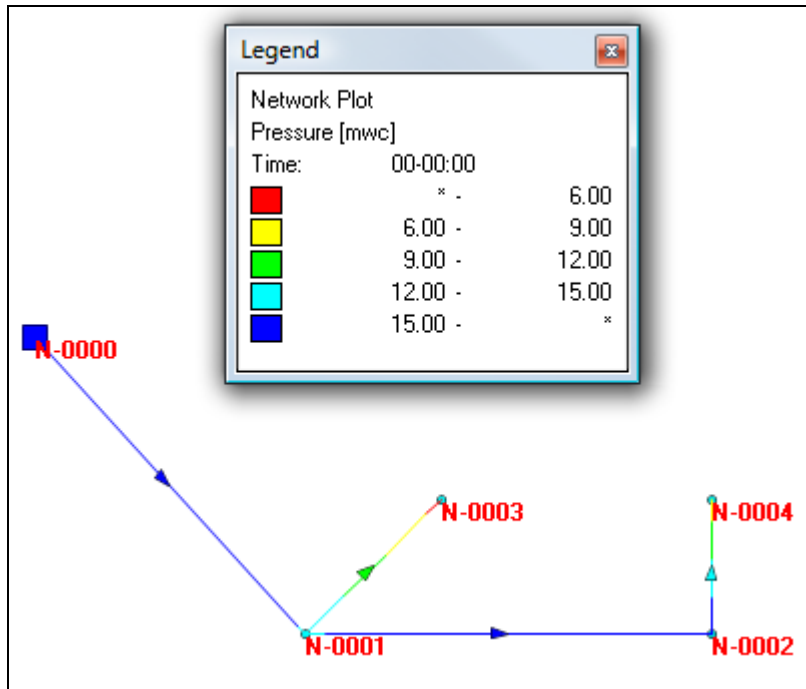 Legend
Network Plot
Pressure [mwc]
Time: 00-00:00
* - 6.00
6.00 - 9.00
9.00 - 12.00
12.00 - 15.00
15.00 - *
N-0000
N-0003 N-0004
N-0001 N-0002